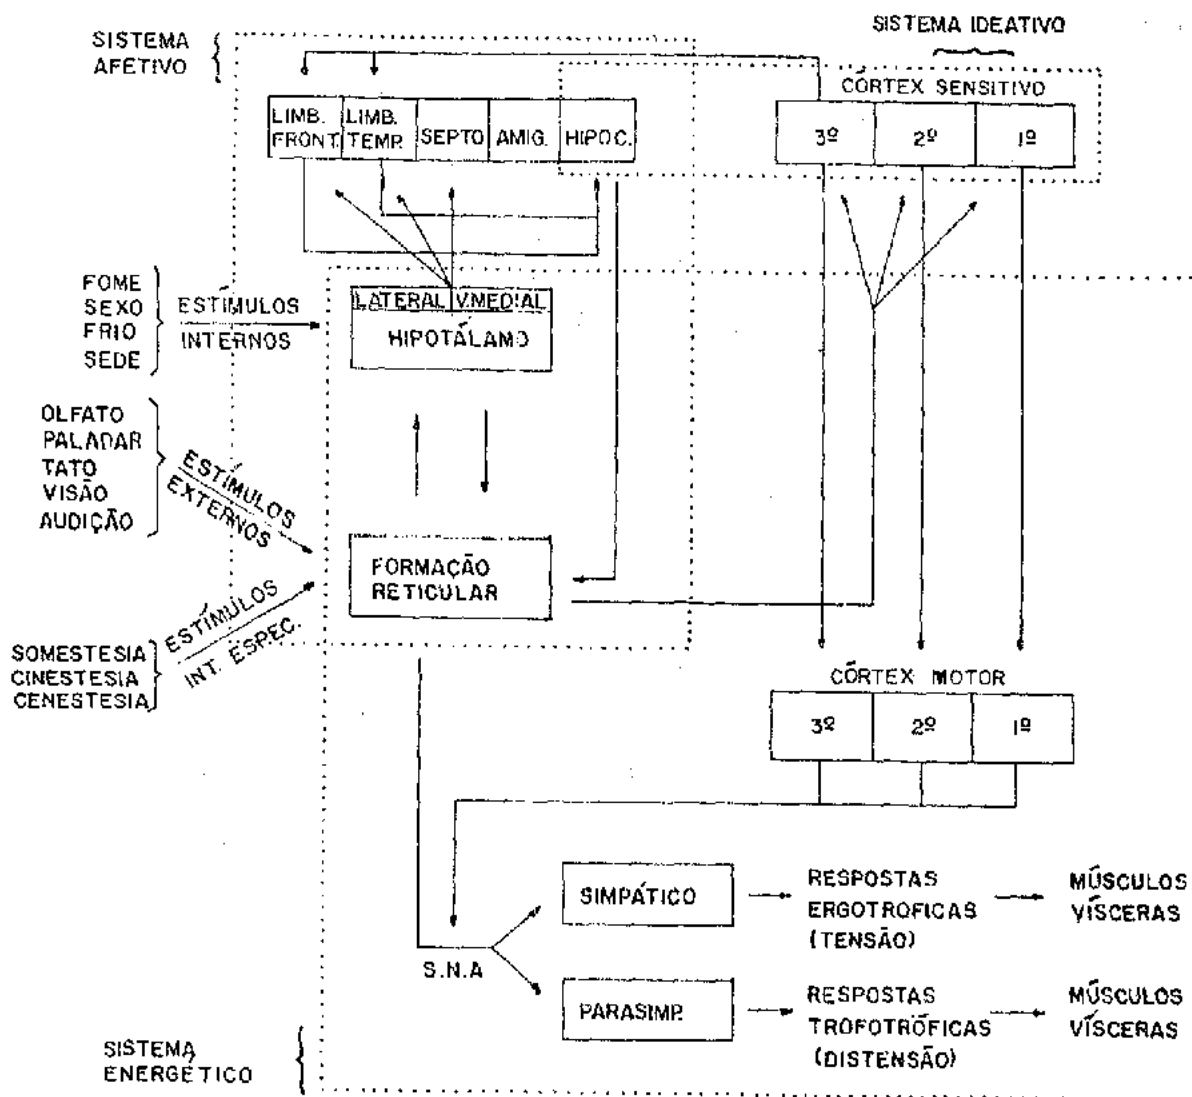 SISTEMA
AFETIVO
SISTEMA IDEATIVO
CÓRTEX SENSITIVO
LIMB.
FRONT.
LIMB.
TEMP.
SEPTO
AMIG.
HIPOC.
3º
2º
1º
FOME
SEXO
FRIO
SEDE
ESTÍMULOS
INTERNOS
LATERAL
V.MEDIAL
HIPOTÁLAMO
OLFATO
PALADAR
TATO
VISÃO
AUDIÇÃO
ESTÍMULOS
EXTERNOS
FORMAÇÃO
RETICULAR
ESTÍMULOS
INT. ESPEC.
SOMESTESIA
CINESTESIA
CENESTESIA
CÓRTEX MOTOR
3º
2º
1º
S.N.A
SIMPÁTICO
RESPOSTAS
ERGOTROFICAS
(TENSÃO)
MÚSCULOS
VÍSCERAS
PARASIMP.
RESPOSTAS
TROFOTRÓFICAS
(DISTENSÃO)
MÚSCULOS
VÍSCERAS
SISTEMA
ENERGÉTICO